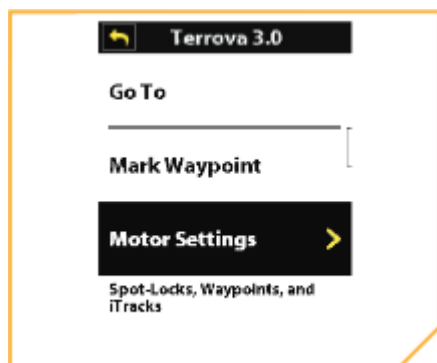 Terrova 3.0
Go To
Mark Waypoint
Motor Settings
Spot-Locks, Waypoints, and
iTracks